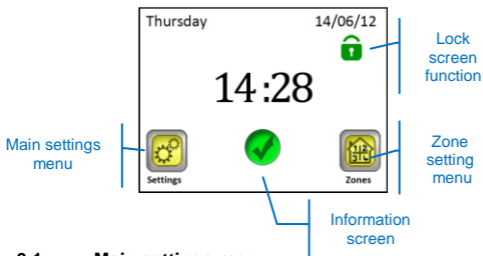 Thursday 14/06/12
Lock
screen
function
14:28
Main settings
menu
Settings
Zones
Zone
setting
menu
Information
screen